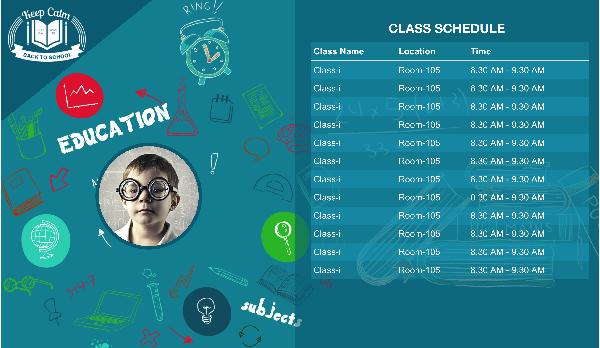 Keep Calm
BACK TO SCHOOL
RING!!
EDUCATION
subjects
CLASS SCHEDULE
Class Name Location Time
Class-i Room-105 8.30 AM - 9.30 AM
Class-i Room-105 8.30 AM - 9.30 AM
Class-i Room-105 8.30 AM - 9.30 AM
Class-i Room-105 8.30 AM - 9.30 AM
Class-i Room-105 8.30 AM - 9.30 AM
Class-i Room-105 8.30 AM - 9.30 AM
Class-i Room-105 8.30 AM - 9.30 AM
Class-i Room-105 8.30 AM - 9.30 AM
Class-i Room-105 8.30 AM - 9.30 AM
Class-i Room-105 8.30 AM - 9.30 AM
Class-i Room-105 8.30 AM - 9.30 AM
Class-i Room-105 8.30 AM - 9.30 AM